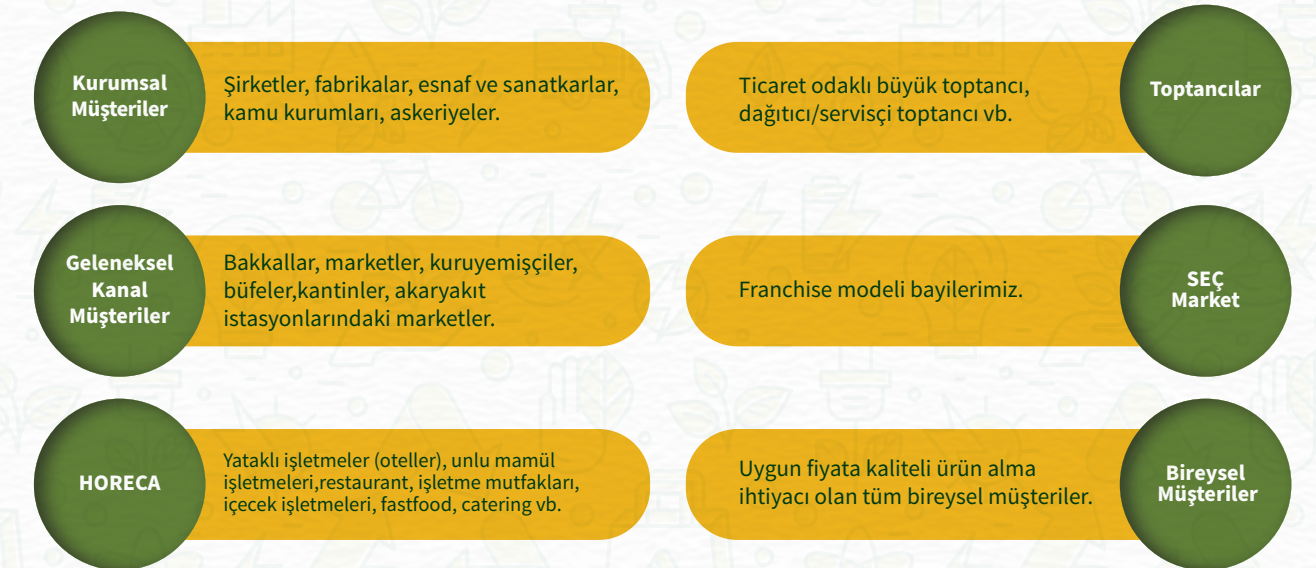 Kurumsal
Müşteriler
Şirketler, fabrikalar, esnaf ve sanatkarlar,
kamu kurumları, askeriyeler.
Ticaret odaklı büyük toptancı,
dağıtıcı/servisçi toptancı vb.
Toptancılar
Geleneksel
Kanal
Müşteriler
Bakkallar, marketler, kuruyemişçiler,
büfeler,kantinler, akaryakıt
istasyonlarındaki marketler.
Franchise modeli bayilerimiz.
SEÇ
Market
HORECA
Yataklı işletmeler (oteller), unlu mamül
işletmeleri,restaurant, işletme mutfakları,
içecek işletmeleri, fastfood, catering vb.
Uygun fiyata kaliteli ürün alma
ihtiyacı olan tüm bireysel müşteriler.
Bireysel
Müşteriler